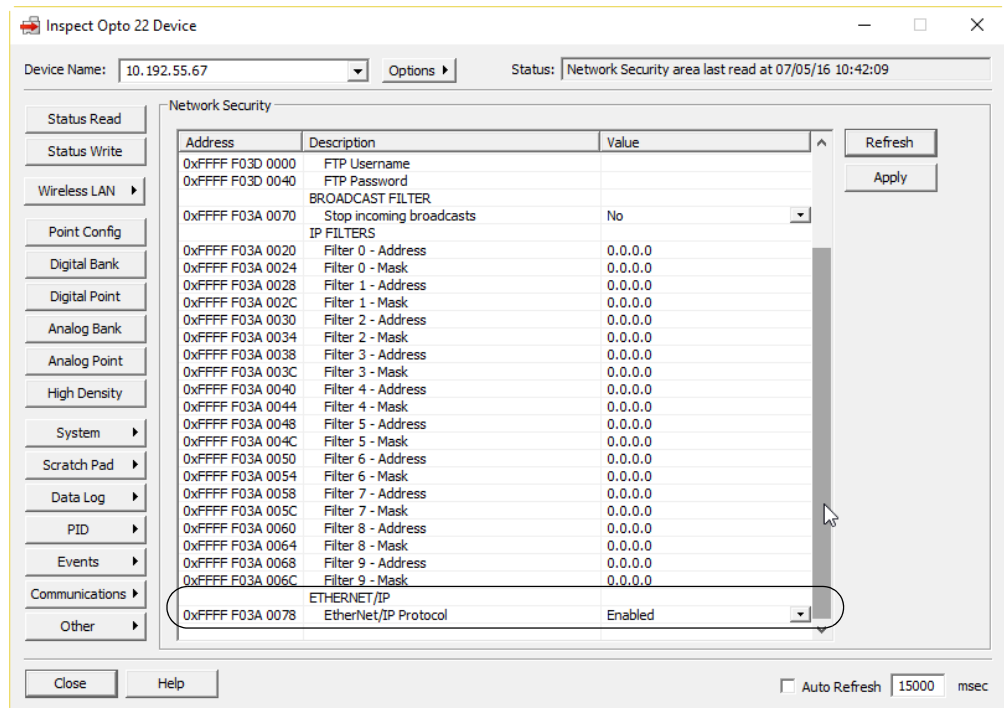 Inspect Opto 22 Device
Device Name: 10.192.55.67 Options Status: Network Security area last read at 07/05/16 10:42:09
Status Read
Status Write
Wireless LAN
Point Config
Digital Bank
Digital Point
Analog Bank
Analog Point
High Density
System
Scratch Pad
Data Log
PID
Events
Communications
Other
Network Security
Address Description Value
0xFFFF F03D 0000 FTP Username
0xFFFF F03D 0040 FTP Password
BROADCAST FILTER
0xFFFF F03A 0070 Stop incoming broadcasts No
IP FILTERS
0xFFFF F03A 0020 Filter 0 - Address 0.0.0.0
0xFFFF F03A 0024 Filter 0 - Mask 0.0.0.0
0xFFFF F03A 0028 Filter 1 - Address 0.0.0.0
0xFFFF F03A 002C Filter 1 - Mask 0.0.0.0
0xFFFF F03A 0030 Filter 2 - Address 0.0.0.0
0xFFFF F03A 0034 Filter 2 - Mask 0.0.0.0
0xFFFF F03A 0038 Filter 3 - Address 0.0.0.0
0xFFFF F03A 003C Filter 3 - Mask 0.0.0.0
0xFFFF F03A 0040 Filter 4 - Address 0.0.0.0
0xFFFF F03A 0044 Filter 4 - Mask 0.0.0.0
0xFFFF F03A 0048 Filter 5 - Address 0.0.0.0
0xFFFF F03A 004C Filter 5 - Mask 0.0.0.0
0xFFFF F03A 0050 Filter 6 - Address 0.0.0.0
0xFFFF F03A 0054 Filter 6 - Mask 0.0.0.0
0xFFFF F03A 0058 Filter 7 - Address 0.0.0.0
0xFFFF F03A 005C Filter 7 - Mask 0.0.0.0
0xFFFF F03A 0060 Filter 8 - Address 0.0.0.0
0xFFFF F03A 0064 Filter 8 - Mask 0.0.0.0
0xFFFF F03A 0068 Filter 9 - Address 0.0.0.0
0xFFFF F03A 006C Filter 9 - Mask 0.0.0.0
ETHERNET/IP
0xFFFF F03A 0078 EtherNet/IP Protocol Enabled
Refresh
Apply
Close Help Auto Refresh 15000 msec